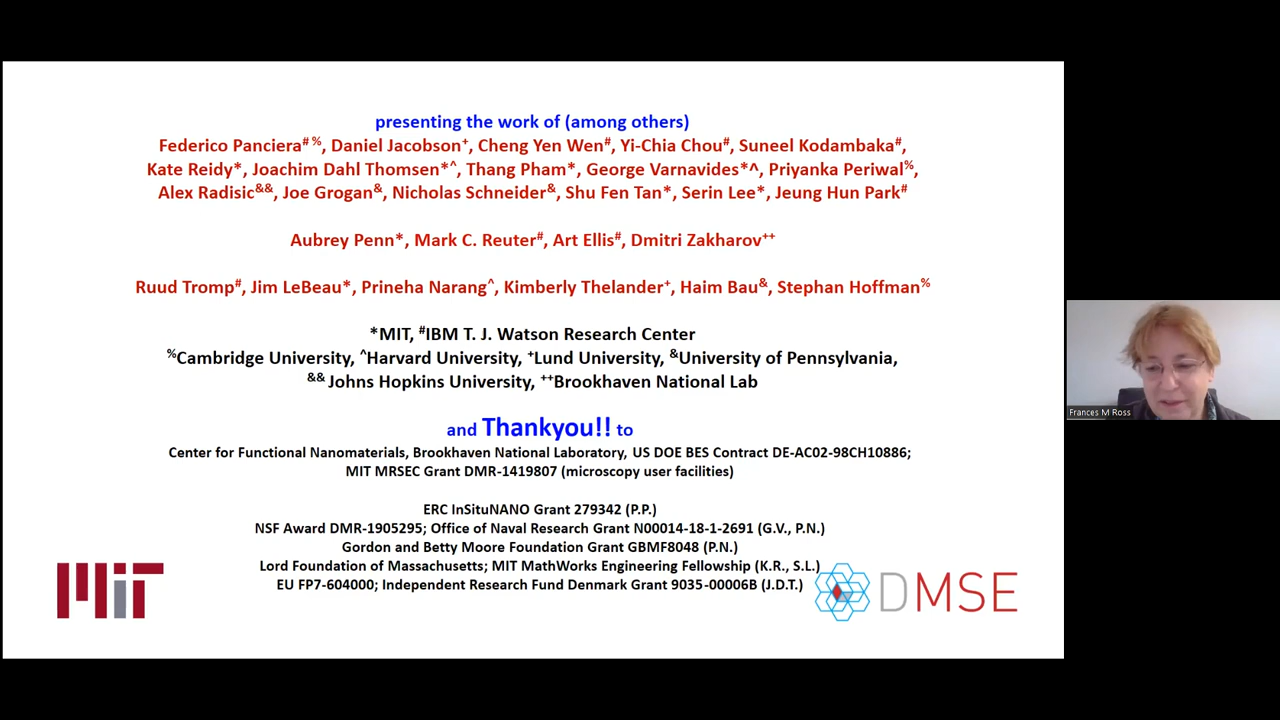 presenting the work of (among others)
Federico Panciera# %, Daniel Jacobson+, Cheng Yen Wen#, Yi-Chia Chou#, Suneel Kodambaka#,
Kate Reidy*, Joachim Dahl Thomsen*^, Thang Pham*, George Varnavides*^, Priyanka Periwal%,
Alex Radisic&&, Joe Grogan&, Nicholas Schneider&, Shu Fen Tan*, Serin Lee*, Jeung Hun Park#
Aubrey Penn*, Mark C. Reuter#, Art Ellis#, Dmitri Zakharov++
Ruud Tromp#, Jim LeBeau*, Prineha Narang^, Kimberly Thelander+, Haim Bau&, Stephan Hoffman%
*MIT, #IBM T. J. Watson Research Center
%Cambridge University, ^Harvard University, +Lund University, &University of Pennsylvania,
&& Johns Hopkins University, ++Brookhaven National Lab
and Thankyou!! to
Center for Functional Nanomaterials, Brookhaven National Laboratory, US DOE BES Contract DE-AC02-98CH10886;
MIT MRSEC Grant DMR-1419807 (microscopy user facilities)
ERC InSituNANO Grant 279342 (P.P.)
NSF Award DMR-1905295; Office of Naval Research Grant N00014-18-1-2691 (G.V., P.N.)
Gordon and Betty Moore Foundation Grant GBMF8048 (P.N.)
Lord Foundation of Massachusetts; MIT MathWorks Engineering Fellowship (K.R., S.L.)
EU FP7-604000; Independent Research Fund Denmark Grant 9035-00006B (J.D.T.)
MIT
DMSE
Frances M Ross